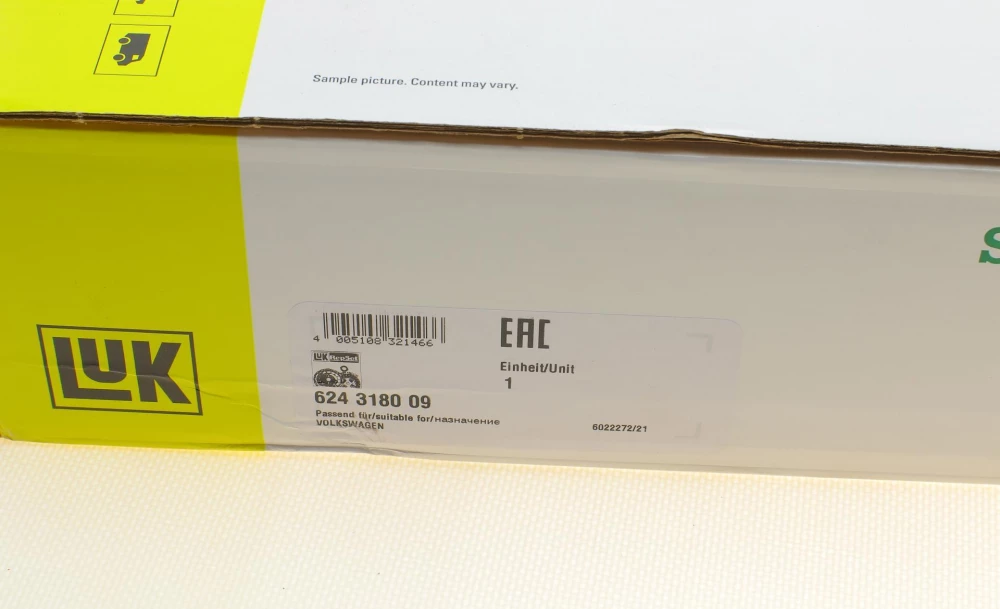 Sample picture. Content may vary.
S
LUK
4 005108 321466
EAC
LUK RepSet
Einheit/Unit
1
624 3180 09
Passend für/suitable for/назначение
VOLKSWAGEN
6022272/21